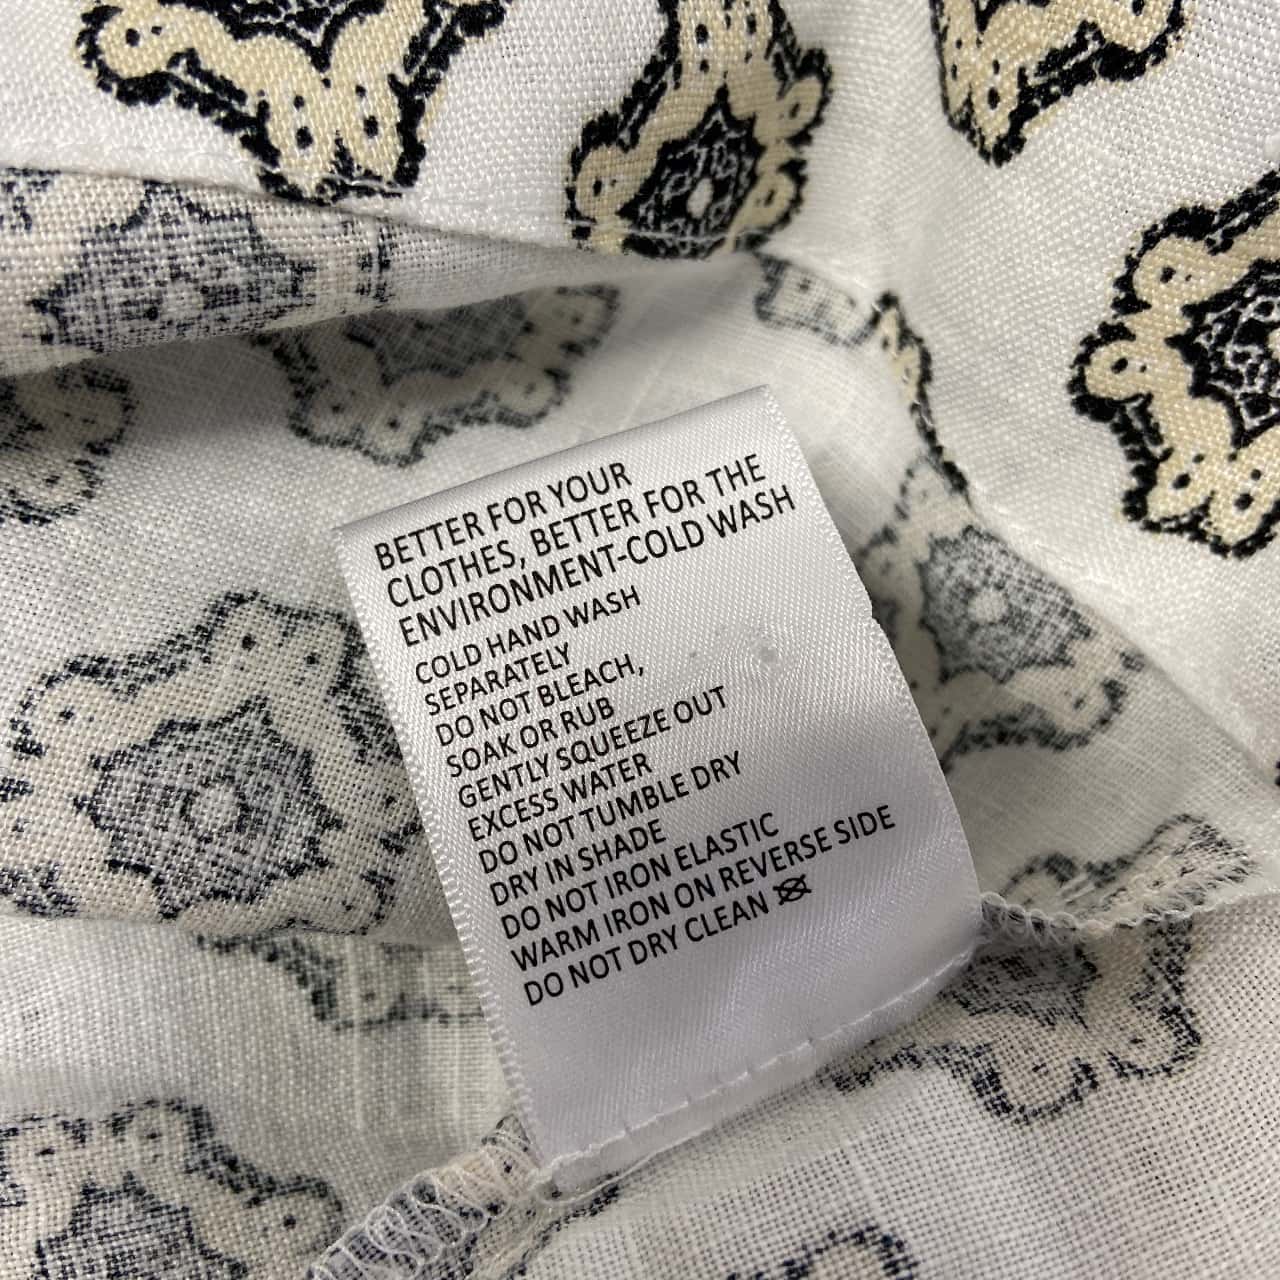 BETTER FOR YOUR
CLOTHES, BETTER FOR THE
ENVIRONMENT-COLD WASH
COLD HAND WASH
SEPARATELY
DO NOT BLEACH,
SOAK OR RUB
GENTLY SQUEEZE OUT
EXCESS WATER
DO NOT TUMBLE DRY
DRY IN SHADE
DO NOT IRON ELASTIC
WARM IRON ON REVERSE SIDE
DO NOT DRY CLEAN